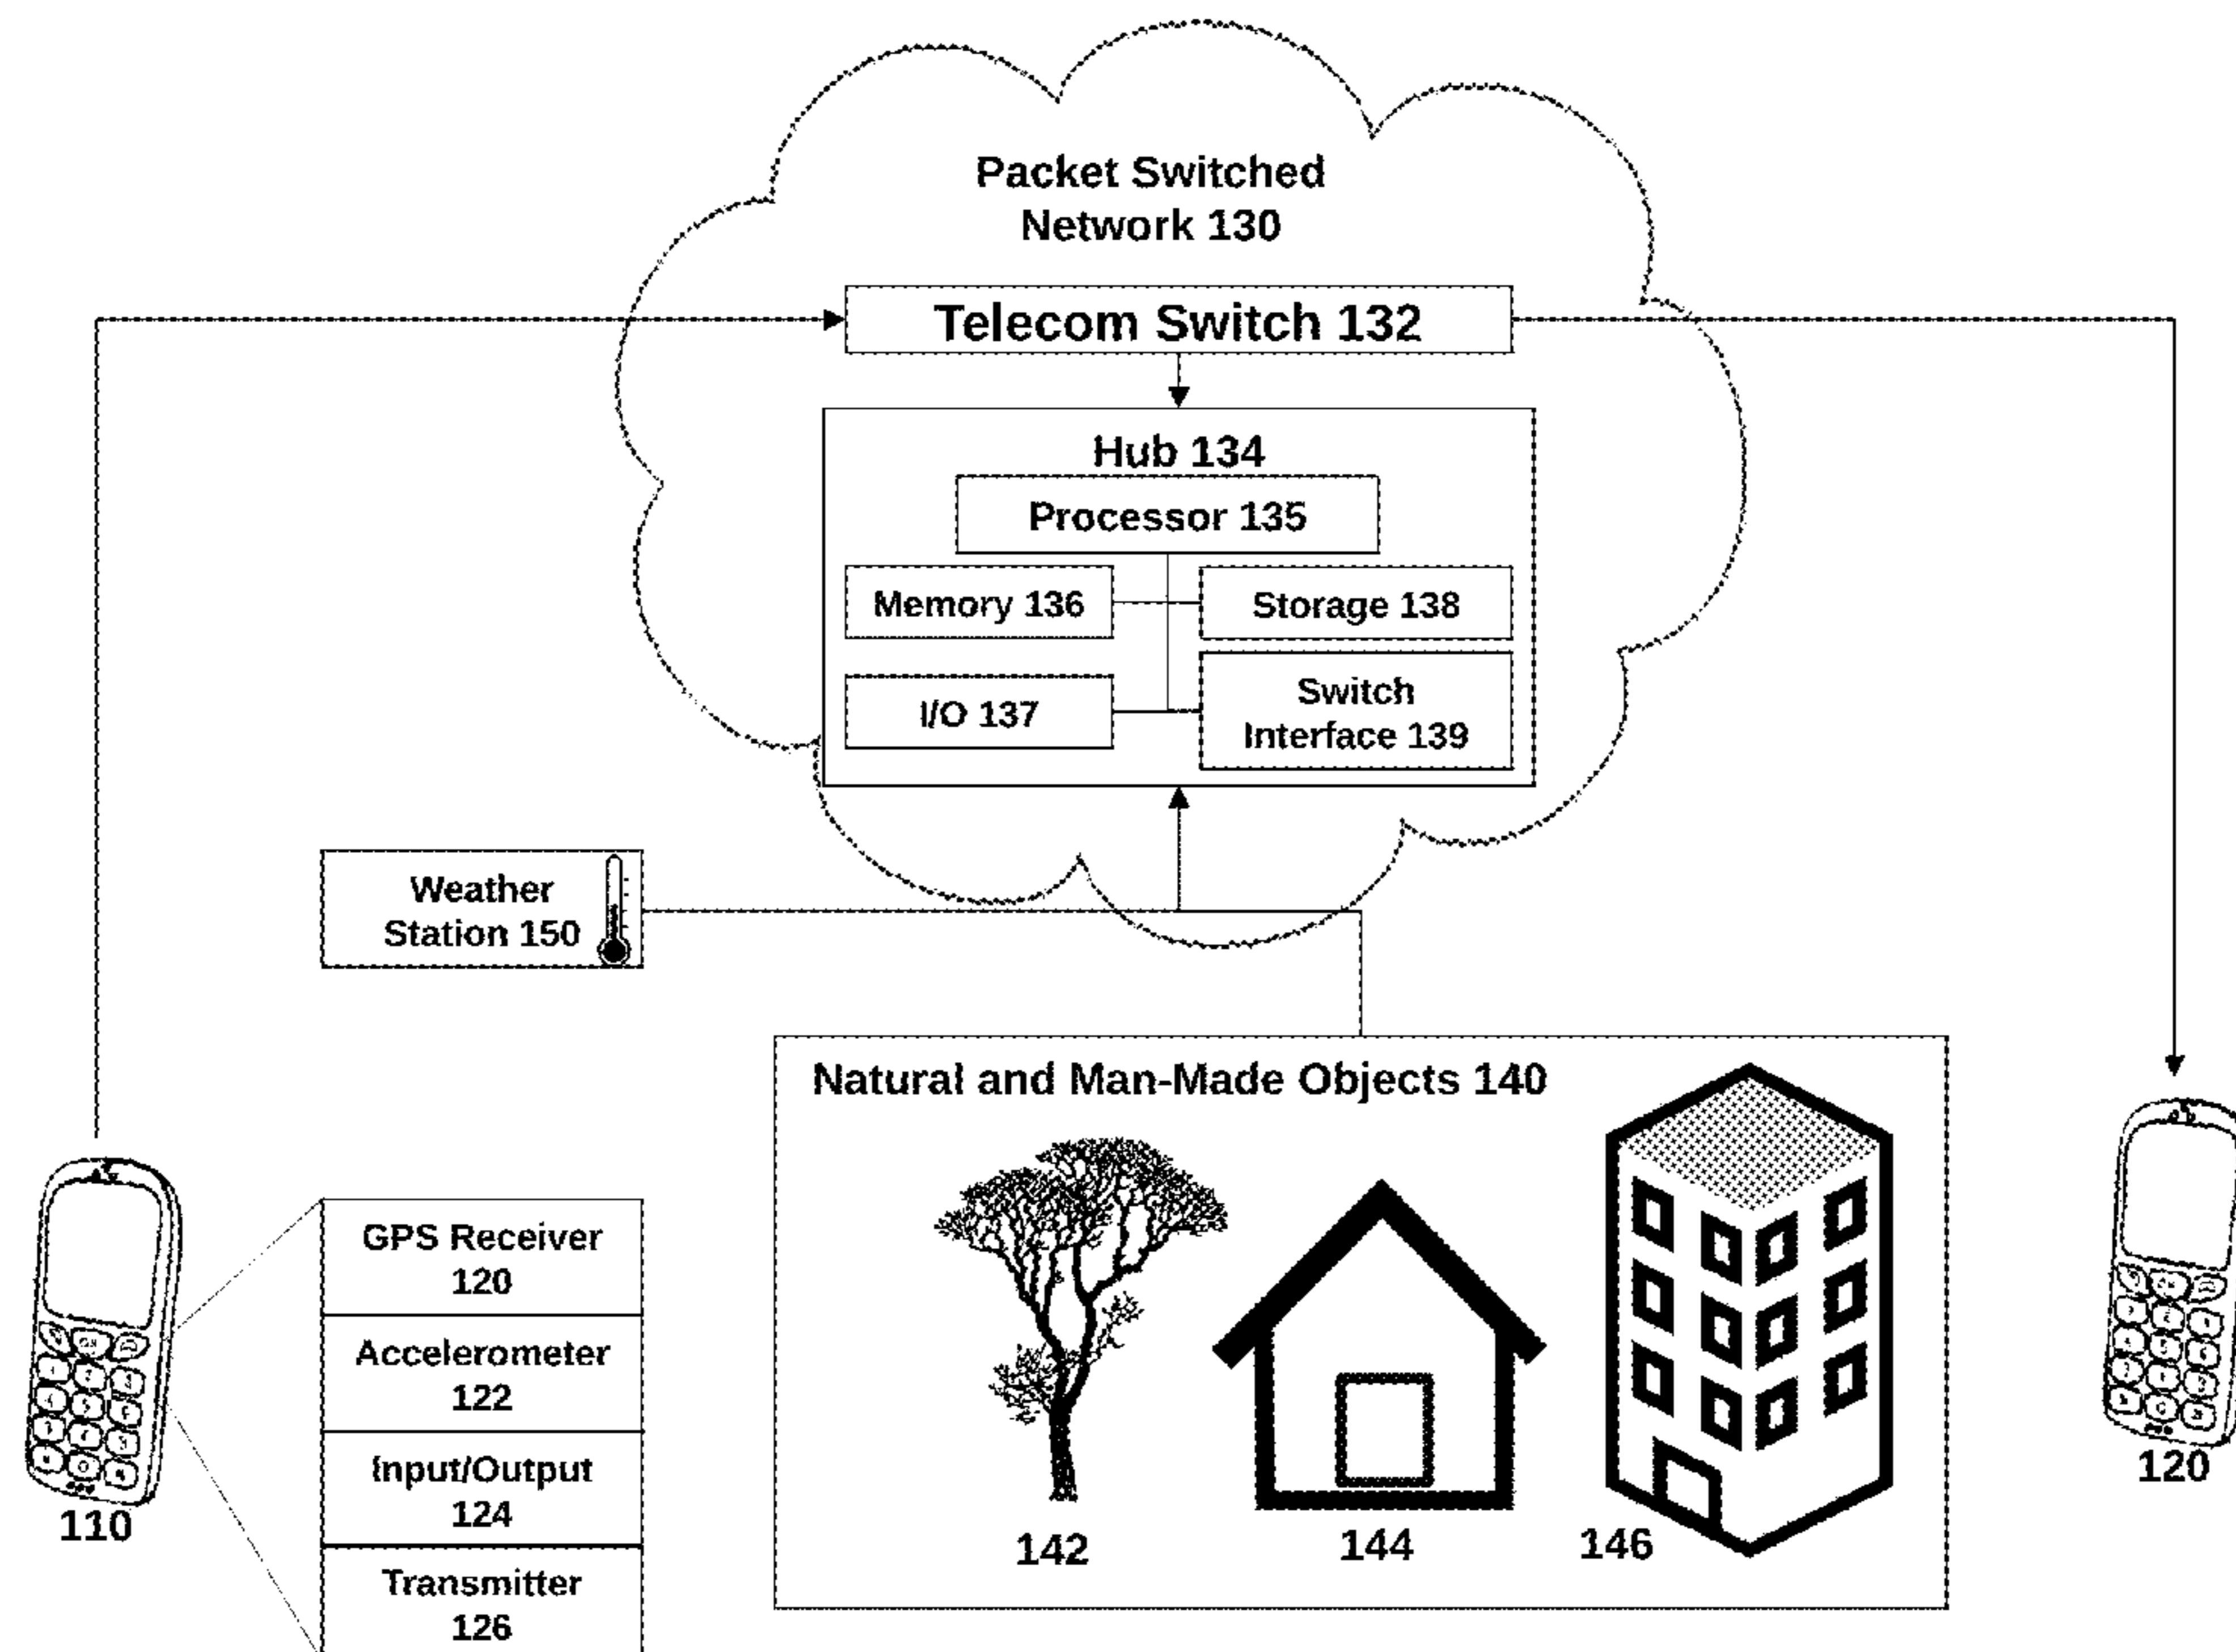 Packet Switched
Network 130
Telecom Switch 132
Hub 134
Processor 135
Memory 136
Storage 138
I/O 137
Switch
Interface 139
Weather
Station 150
Natural and Man-Made Objects 140
GPS Receiver
120
Accelerometer
122
Input/Output
124
Transmitter
126
110
142
144
146
120